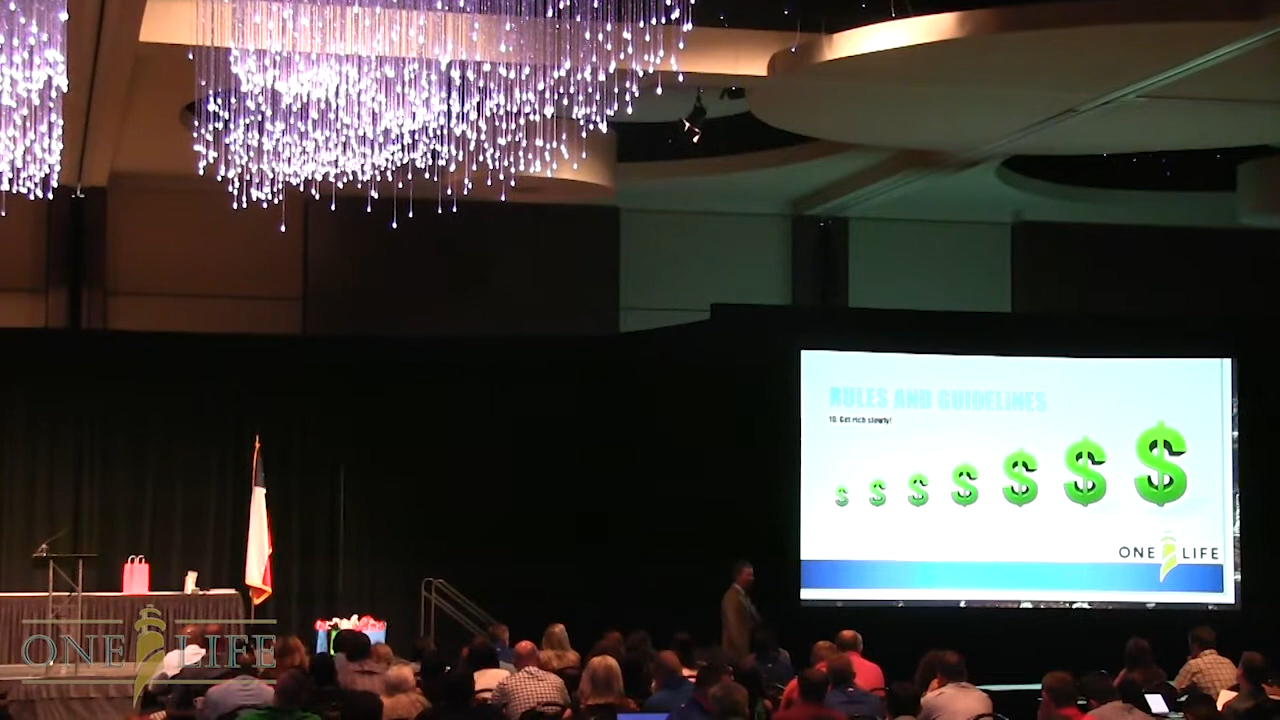 RULES AND GUIDELINES
10. Get rich slowly!
$ $ $ $ $ $ $
ONE LIFE
ONE LIFE